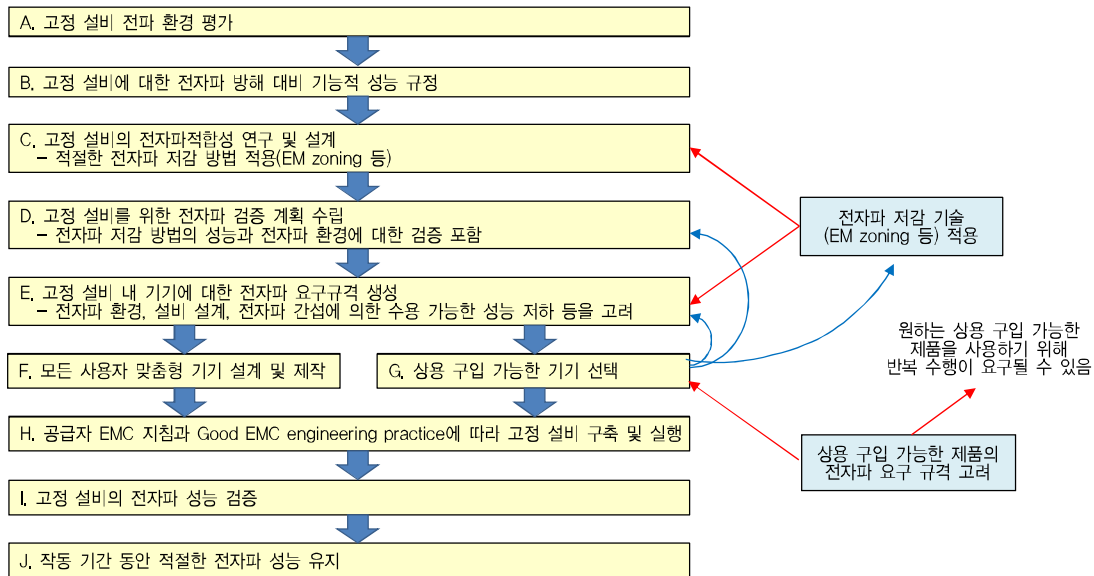 A. 고정 설비 전파 환경 평가
B. 고정 설비에 대한 전자파 방해 대비 기능적 성능 규정
C. 고정 설비의 전자파적합성 연구 및 설계
- 적절한 전자파 저감 방법 적용(EM zoning 등)
D. 고정 설비를 위한 전자파 검증 계획 수립
- 전자파 저감 방법의 성능과 전자파 환경에 대한 검증 포함
E. 고정 설비 내 기기에 대한 전자파 요구규격 생성
- 전자파 환경, 설비 설계, 전자파 간섭에 의한 수용 가능한 성능 저하 등을 고려
F. 모든 사용자 맞춤형 기기 설계 및 제작
G. 상용 구입 가능한 기기 선택
H. 공급자 EMC 지침과 Good EMC engineering practice에 따라 고정 설비 구축 및 실행
I. 고정 설비의 전자파 성능 검증
J. 작동 기간 동안 적절한 전자파 성능 유지
전자파 저감 기술
(EM zoning 등) 적용
원하는 상용 구입 가능한
제품을 사용하기 위해
반복 수행이 요구될 수 있음
상용 구입 가능한 제품의
전자파 요구 규격 고려